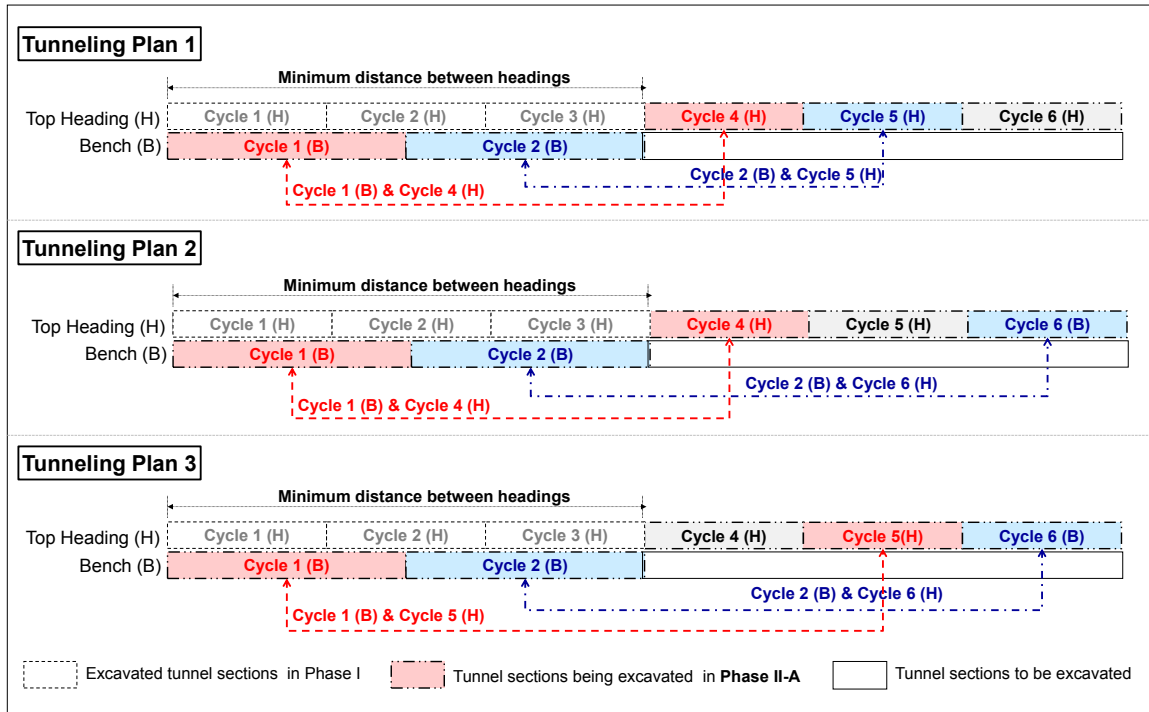 Tunneling Plan 1
Minimum distance between headings
Top Heading (H) Cycle 1 (H) Cycle 2 (H) Cycle 3 (H) Cycle 4 (H) Cycle 5 (H) Cycle 6 (H)
Bench (B) Cycle 1 (B) Cycle 2 (B)
Cycle 2 (B) & Cycle 5 (H)
Cycle 1 (B) & Cycle 4 (H)
Tunneling Plan 2
Minimum distance between headings
Top Heading (H) Cycle 1 (H) Cycle 2 (H) Cycle 3 (H) Cycle 4 (H) Cycle 5 (H) Cycle 6 (B)
Bench (B) Cycle 1 (B) Cycle 2 (B)
Cycle 2 (B) & Cycle 6 (H)
Cycle 1 (B) & Cycle 4 (H)
Tunneling Plan 3
Minimum distance between headings
Top Heading (H) Cycle 1 (H) Cycle 2 (H) Cycle 3 (H) Cycle 4 (H) Cycle 5(H) Cycle 6 (B)
Bench (B) Cycle 1 (B) Cycle 2 (B)
Cycle 2 (B) & Cycle 6 (H)
Cycle 1 (B) & Cycle 5 (H)
Excavated tunnel sections in Phase I Tunnel sections being excavated in Phase II-A Tunnel sections to be excavated